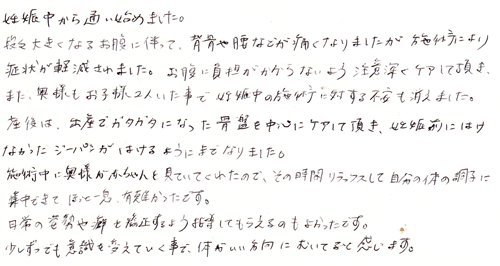 妊娠中から通い始めました。
段々大きくなるお腹に伴って、背骨や腰などが痛くなりましたが施術により
症状が軽減されました。お腹に負担がかからないよう注意深くケアして頂き、
また、奥様もお子様2人いた事で妊娠中の施術に対する不安も消えました。
産後は、出産でガタガタになった骨盤を中心にケアして頂き、妊娠前にはけ
なかったジーパンがはけるようにまでなりました。
施術中に奥様が赤ちゃんを見ていてくれたので、その時間リラックスして自分の体の調子に
集中できてほっと一息、有難かったです。
日常の姿勢や癖を矯正するよう指導してもらえるのもよかったです。
少しずつでも意識を変えていく事で、体がいい方向にむいてると感じます。